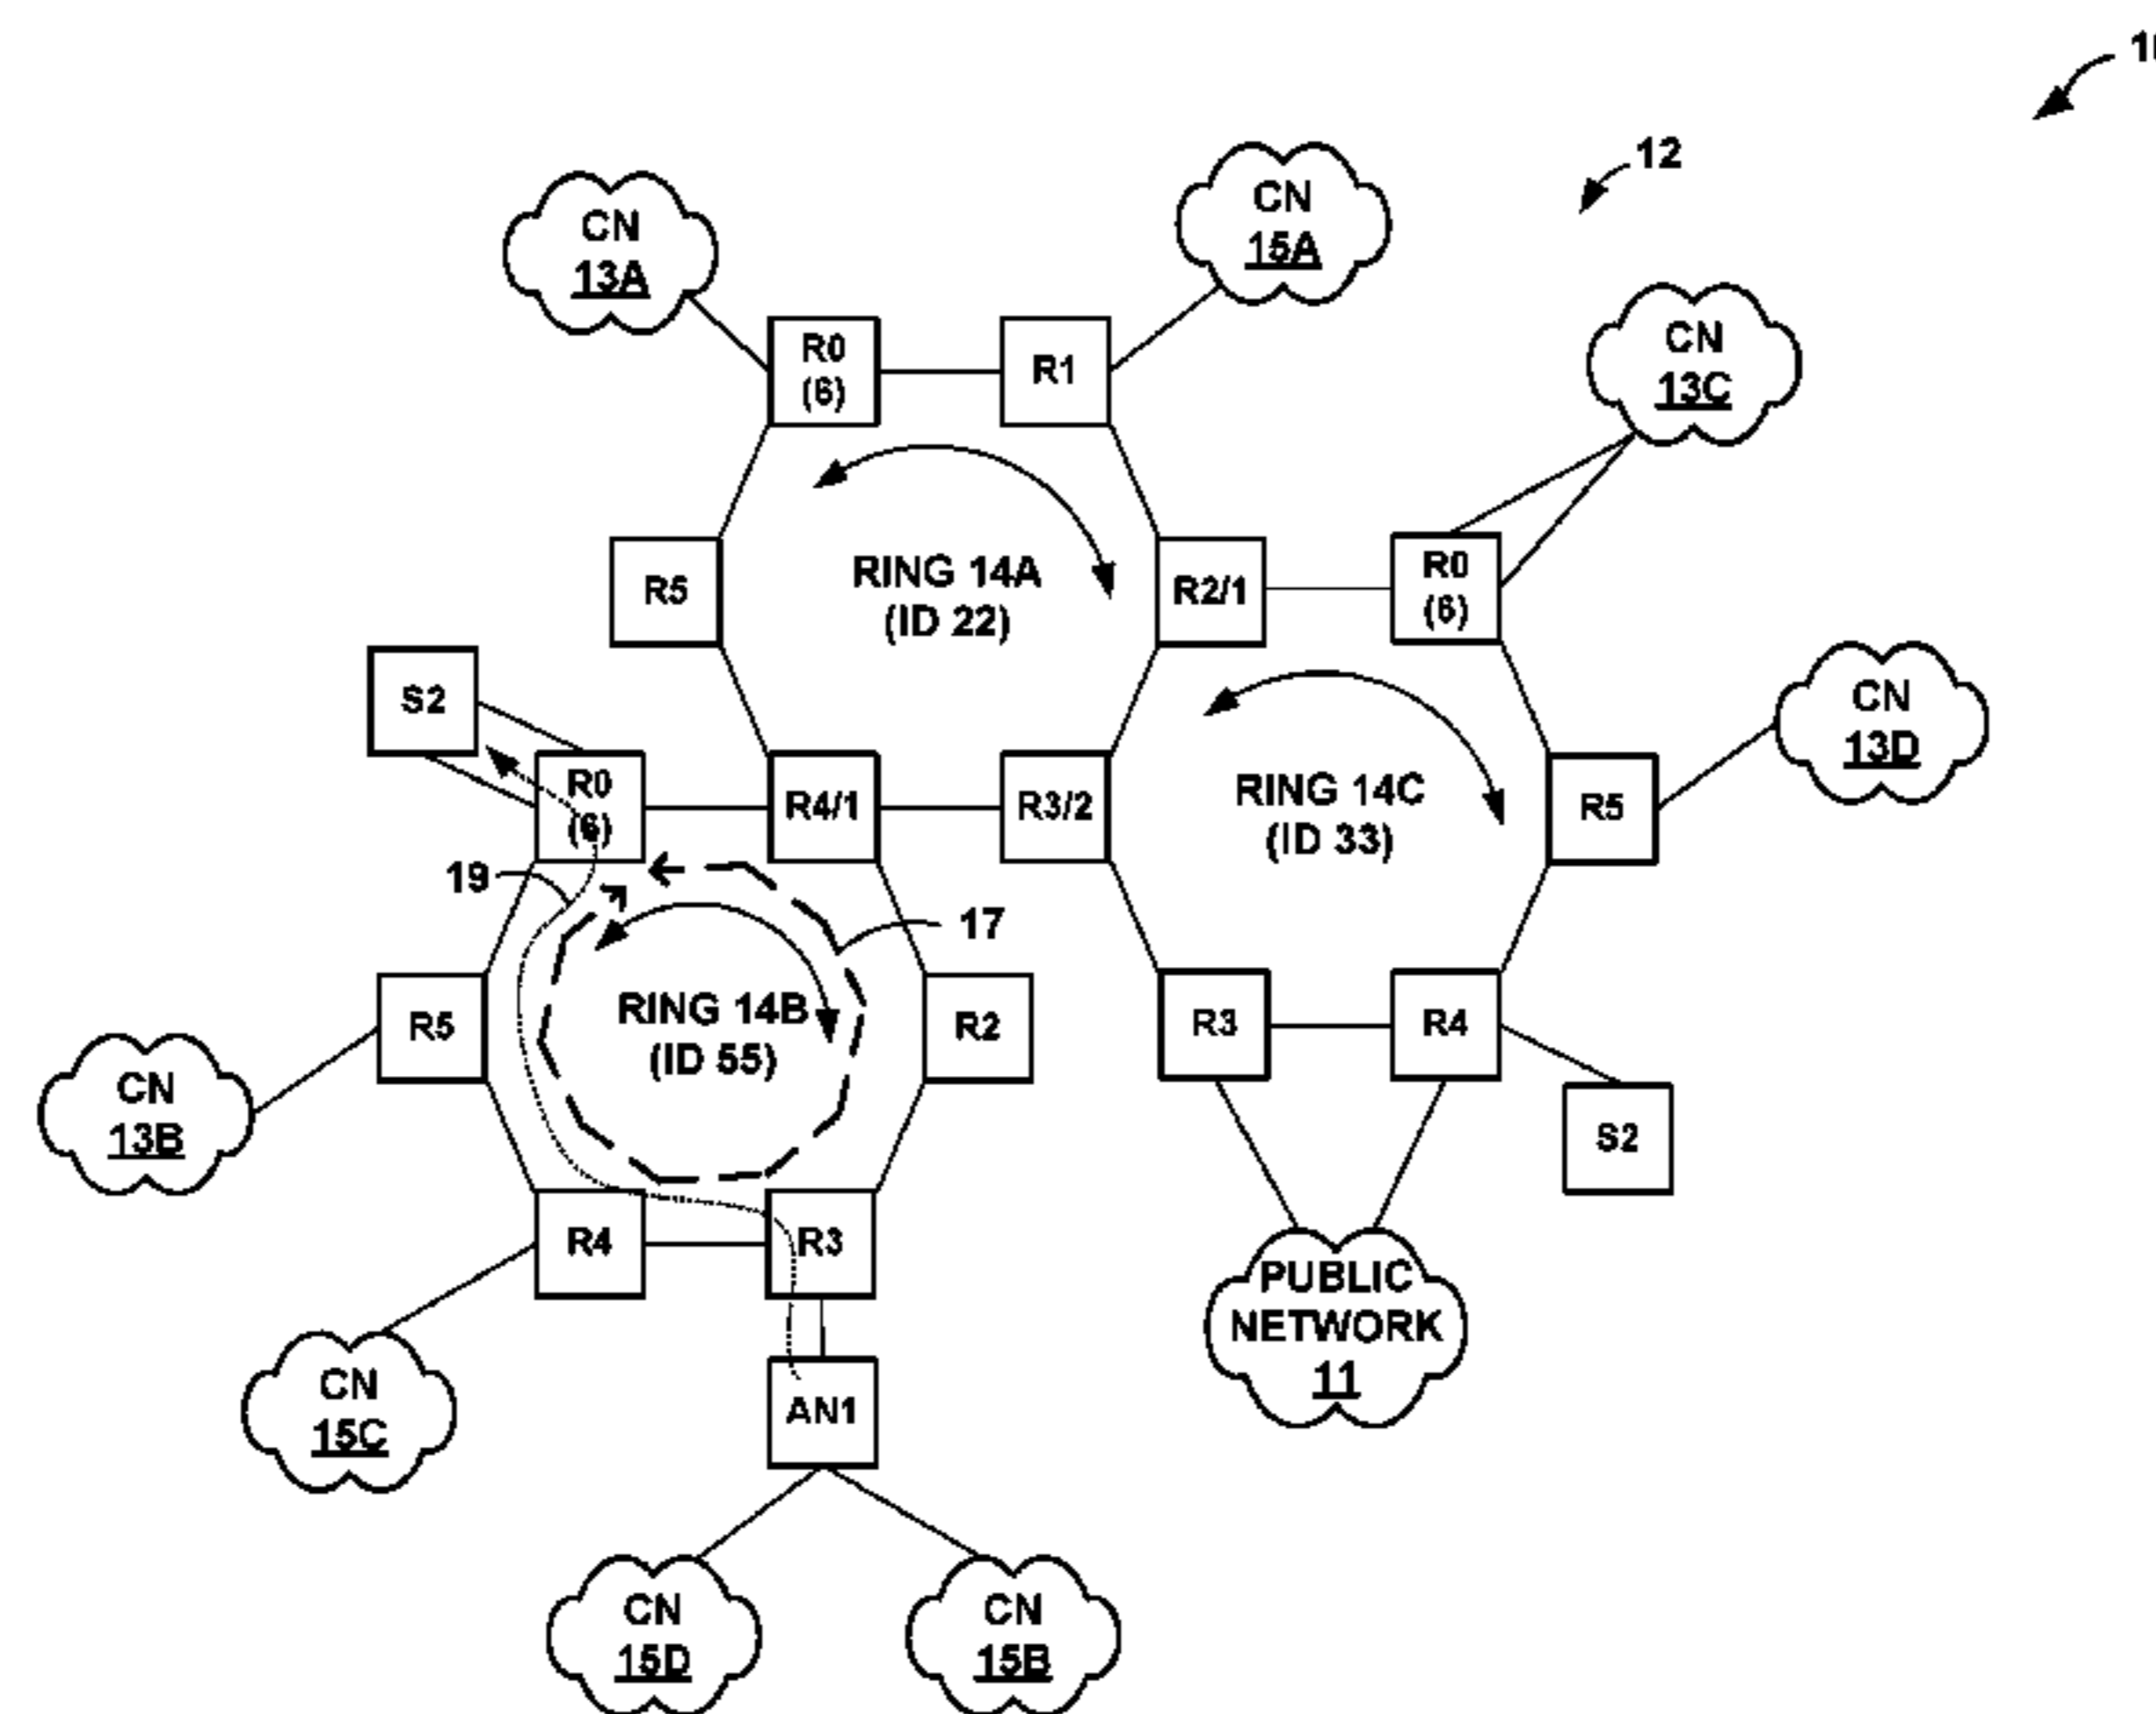 12
CN
13A
CN
15A
CN
13C
R0
(6)
R1
RING 14A
(ID 22)
R5
R2/1
R0
(6)
CN
13D
S2
R0
(6)
R4/1
R3/2
RING 14C
(ID 33)
R5
19
17
RING 14B
(ID 55)
R5
R2
R3
R4
CN
13B
S2
R4
R3
PUBLIC
NETWORK
11
CN
15C
AN1
CN
15D
CN
15B